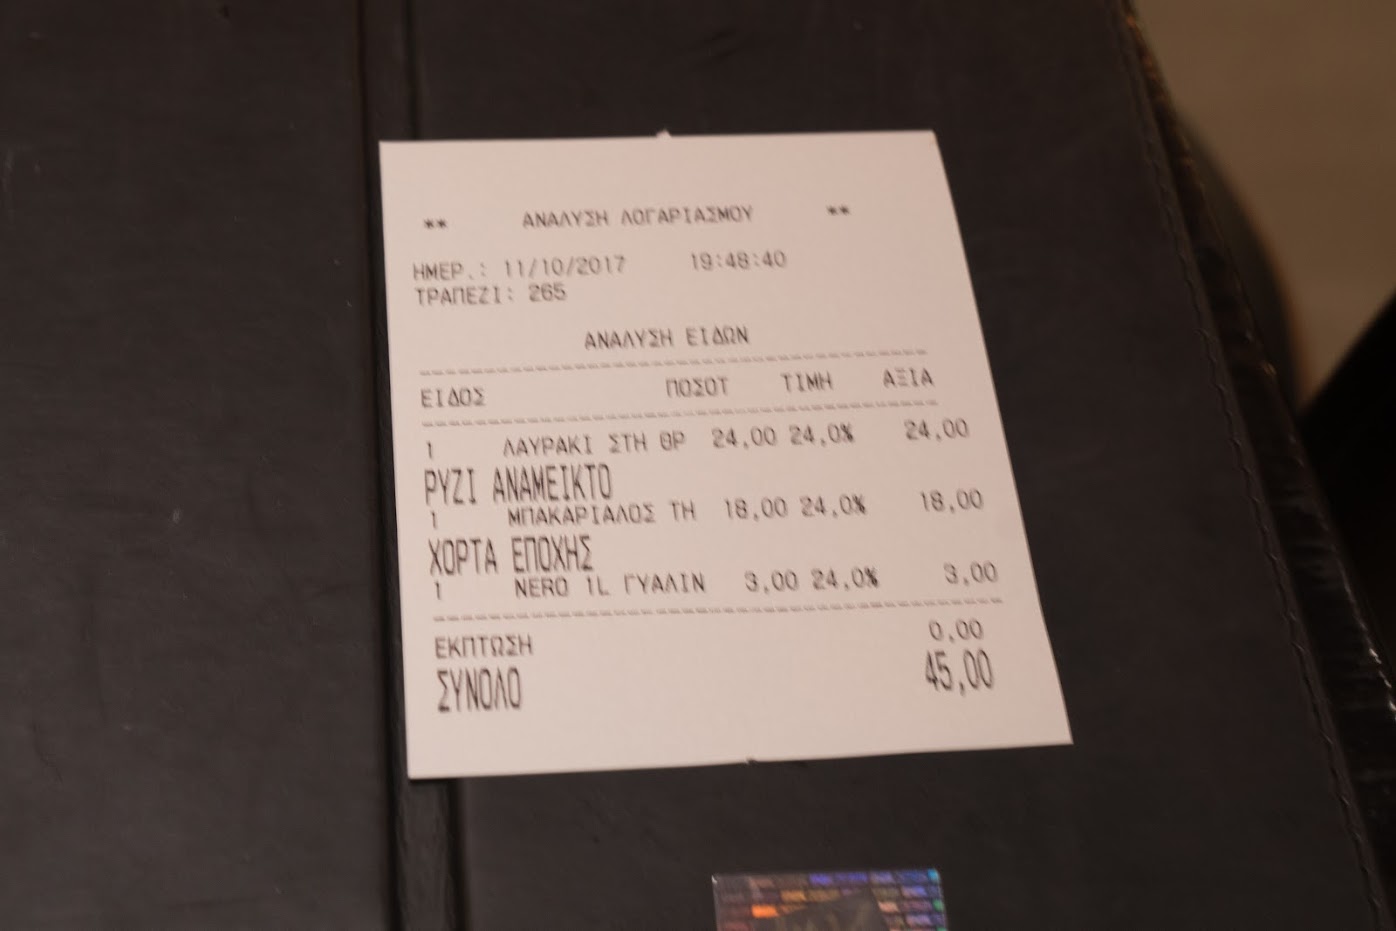 ** ΑΝΑΛΥΣΗ ΛΟΓΑΡΙΑΣΜΟΥ **
ΗΜΕΡ.: 11/10/2017 19:48:40
ΤΡΑΠΕΖΙ: 265
ΑΝΑΛΥΣΗ ΕΙΔΩΝ
ΕΙΔΟΣ ΠΟΣΟΤ ΤΙΜΗ ΑΞΙΑ
1 ΛΑΥΡΑΚΙ ΣΤΗ ΘΡ 24,00 24,0% 24,00
ΡΥΖΙ ΑΝΑΜΕΙΚΤΟ
1 ΜΠΑΚΑΡΙΑΛΟΣ ΤΗ 18,00 24,0% 18,00
ΧΟΡΤΑ ΕΠΟΧΗΣ
1 NERO 1L ΓΥΑΛΙΝ 3,00 24,0% 3,00
ΕΚΠΤΩΣΗ 0,00
ΣΥΝΟΛΟ 45,00